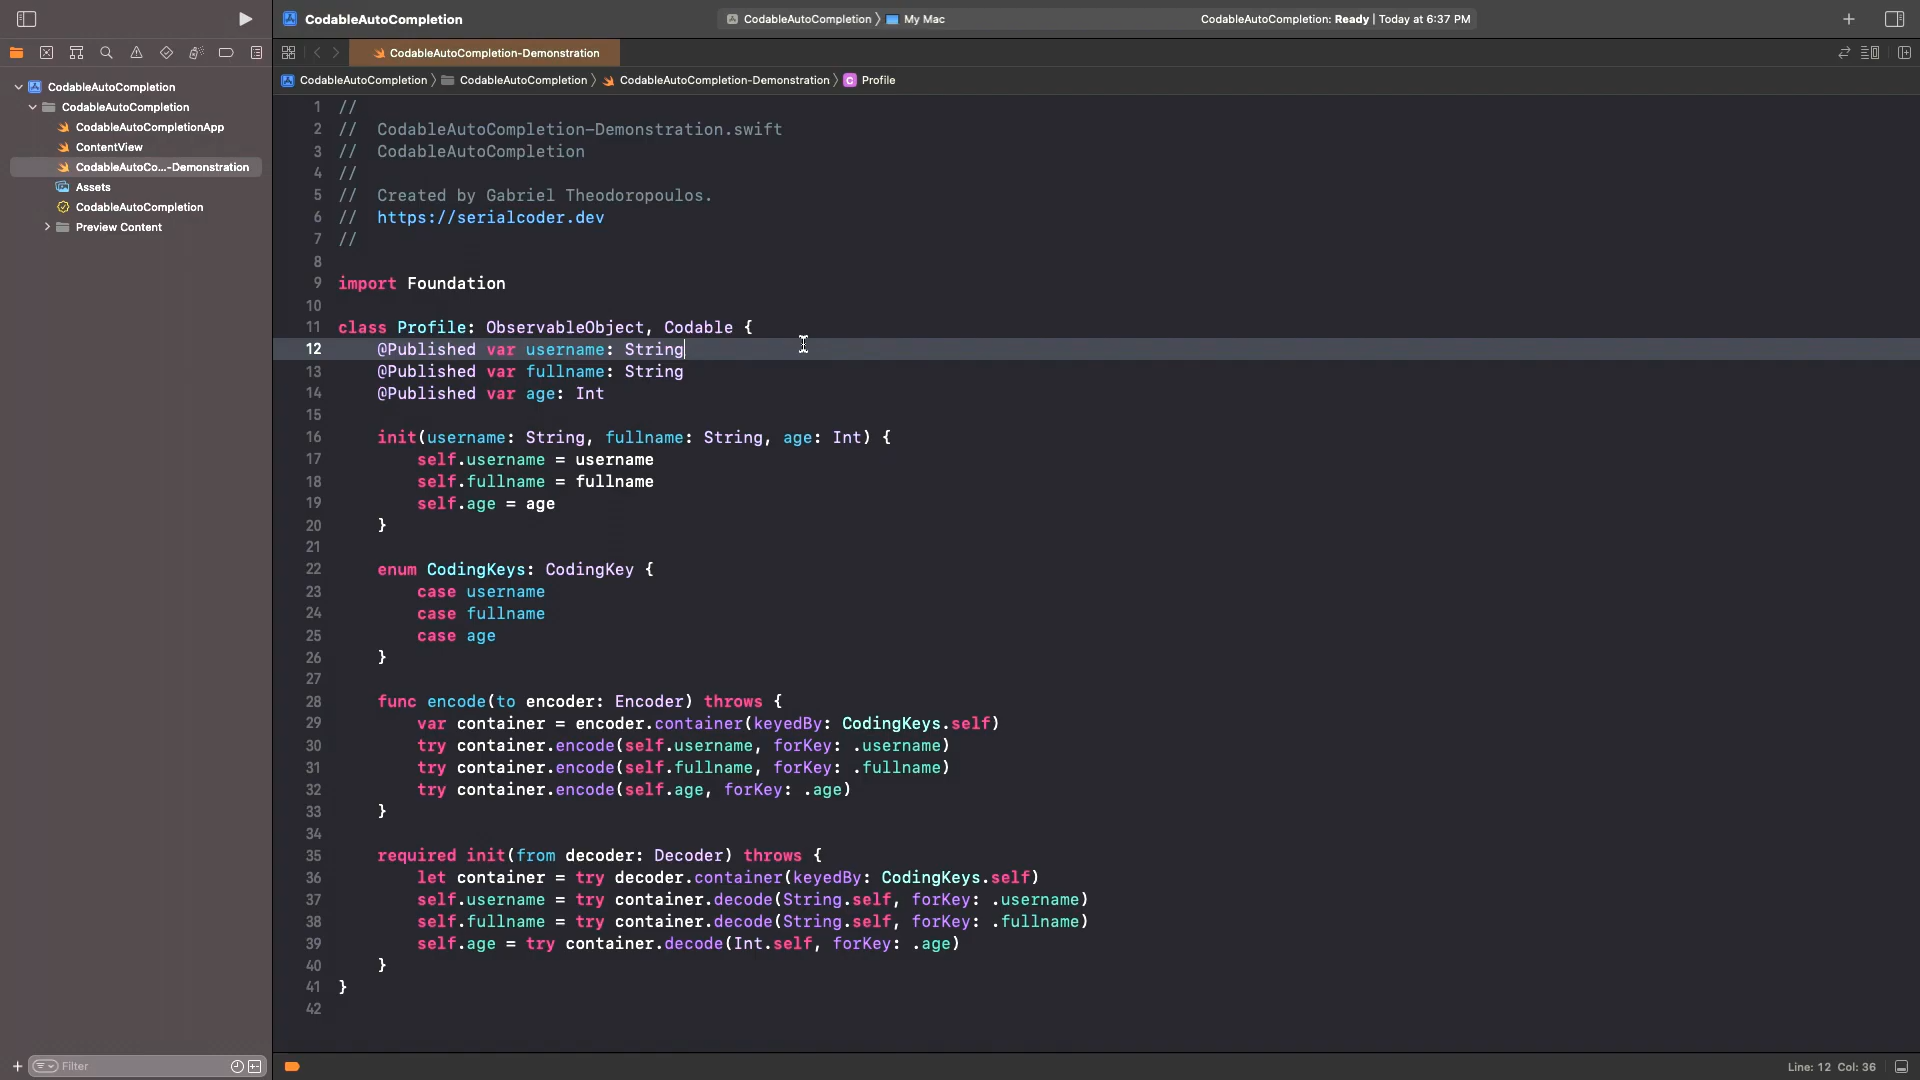 CodableAutoCompletion
CodableAutoCompletion 〉 My Mac
CodableAutoCompletion: Ready | Today at 6:37 PM
CodableAutoCompletion-Demonstration
CodableAutoCompletion 〉 CodableAutoCompletion 〉 CodableAutoCompletion-Demonstration 〉 C Profile
CodableAutoCompletion
CodableAutoCompletion
CodableAutoCompletionApp
ContentView
CodableAutoCo...-Demonstration
Assets
CodableAutoCompletion
Preview Content
1 //
2 //  CodableAutoCompletion-Demonstration.swift
3 //  CodableAutoCompletion
4 //
5 //  Created by Gabriel Theodoropoulos.
6 //  https://serialcoder.dev
7 //
8
9 import Foundation
10
11 class Profile: ObservableObject, Codable {
12     @Published var username: String
13     @Published var fullname: String
14     @Published var age: Int
15
16     init(username: String, fullname: String, age: Int) {
17         self.username = username
18         self.fullname = fullname
19         self.age = age
20     }
21
22     enum CodingKeys: CodingKey {
23         case username
24         case fullname
25         case age
26     }
27
28     func encode(to encoder: Encoder) throws {
29         var container = encoder.container(keyedBy: CodingKeys.self)
30         try container.encode(self.username, forKey: .username)
31         try container.encode(self.fullname, forKey: .fullname)
32         try container.encode(self.age, forKey: .age)
33     }
34
35     required init(from decoder: Decoder) throws {
36         let container = try decoder.container(keyedBy: CodingKeys.self)
37         self.username = try container.decode(String.self, forKey: .username)
38         self.fullname = try container.decode(String.self, forKey: .fullname)
39         self.age = try container.decode(Int.self, forKey: .age)
40     }
41 }
42
Filter
Line: 12 Col: 36